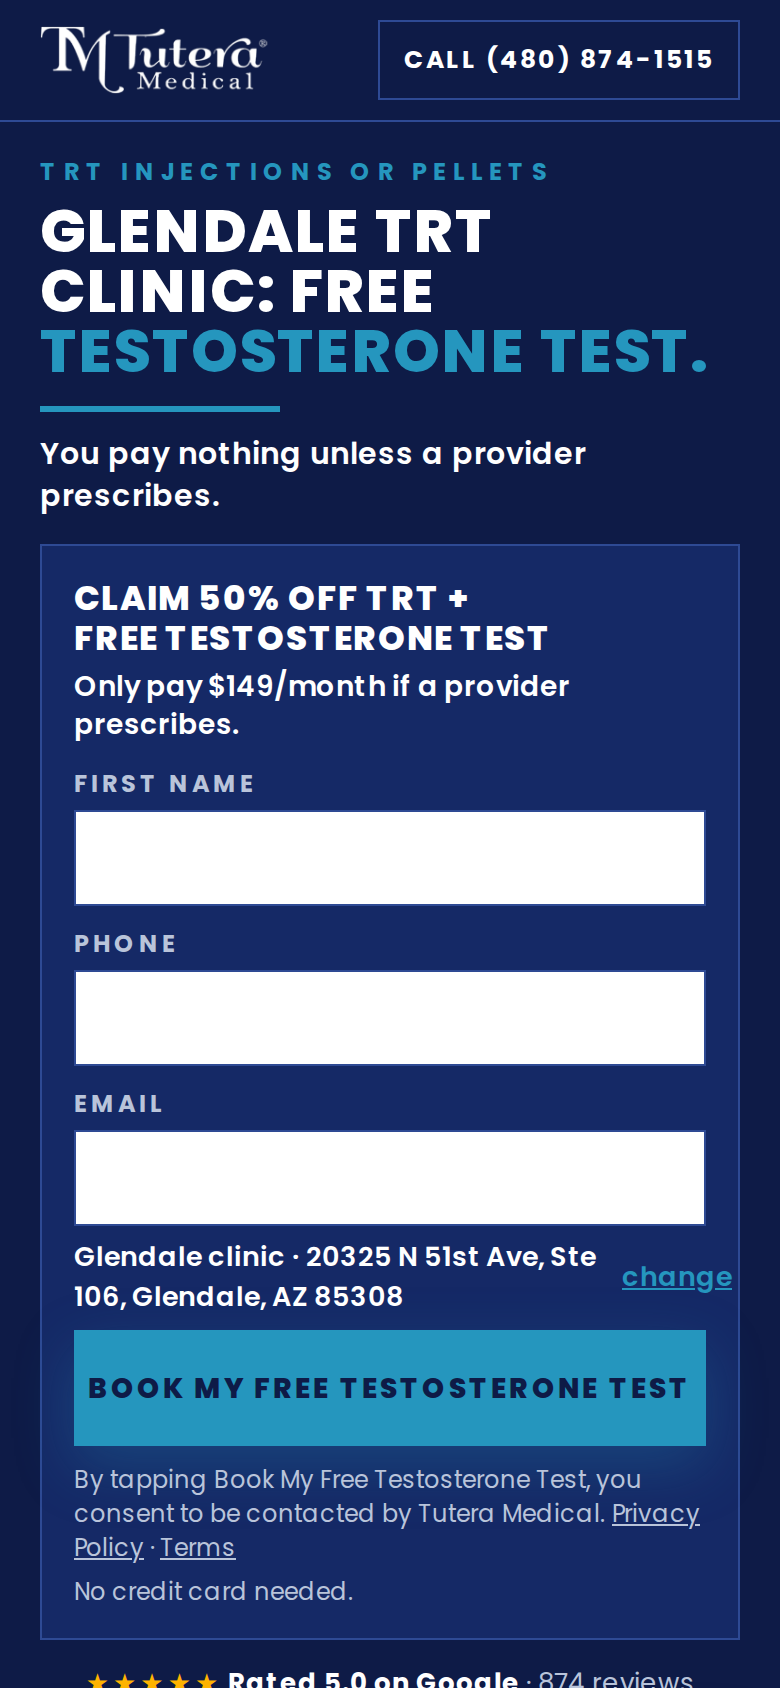 TM Tutera®
Medical
CALL (480) 874-1515
TRT INJECTIONS OR PELLETS
GLENDALE TRT
CLINIC: FREE
TESTOSTERONE TEST.
You pay nothing unless a provider
prescribes.
CLAIM 50% OFF TRT +
FREE TESTOSTERONE TEST
Only pay $149/month if a provider
prescribes.
FIRST NAME
PHONE
EMAIL
Glendale clinic · 20325 N 51st Ave, Ste
106, Glendale, AZ 85308
change
BOOK MY FREE TESTOSTERONE TEST
By tapping Book My Free Testosterone Test, you
consent to be contacted by Tutera Medical. Privacy
Policy · Terms
No credit card needed.
★★★★★ Rated 5.0 on Google · 874 reviews